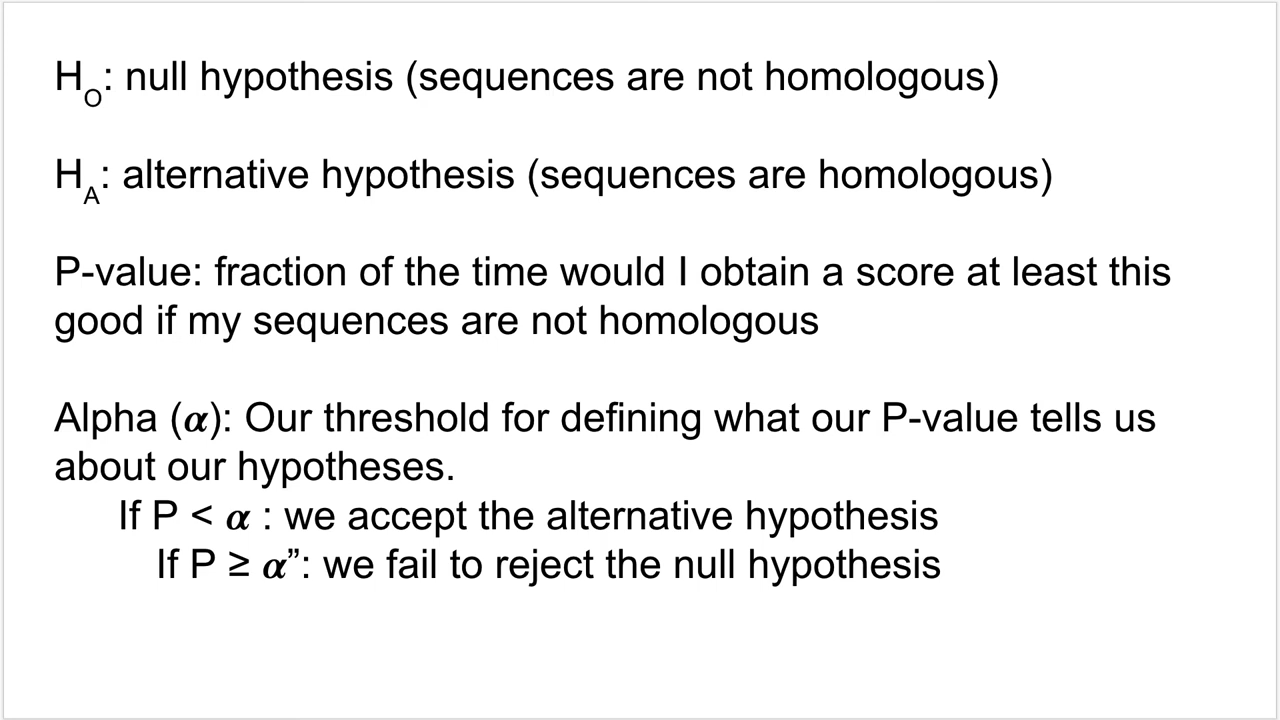 H_O: null hypothesis (sequences are not homologous)
H_A: alternative hypothesis (sequences are homologous)
P-value: fraction of the time would I obtain a score at least this
good if my sequences are not homologous
Alpha (α): Our threshold for defining what our P-value tells us
about our hypotheses.
If P < α : we accept the alternative hypothesis
If P ≥ α”: we fail to reject the null hypothesis